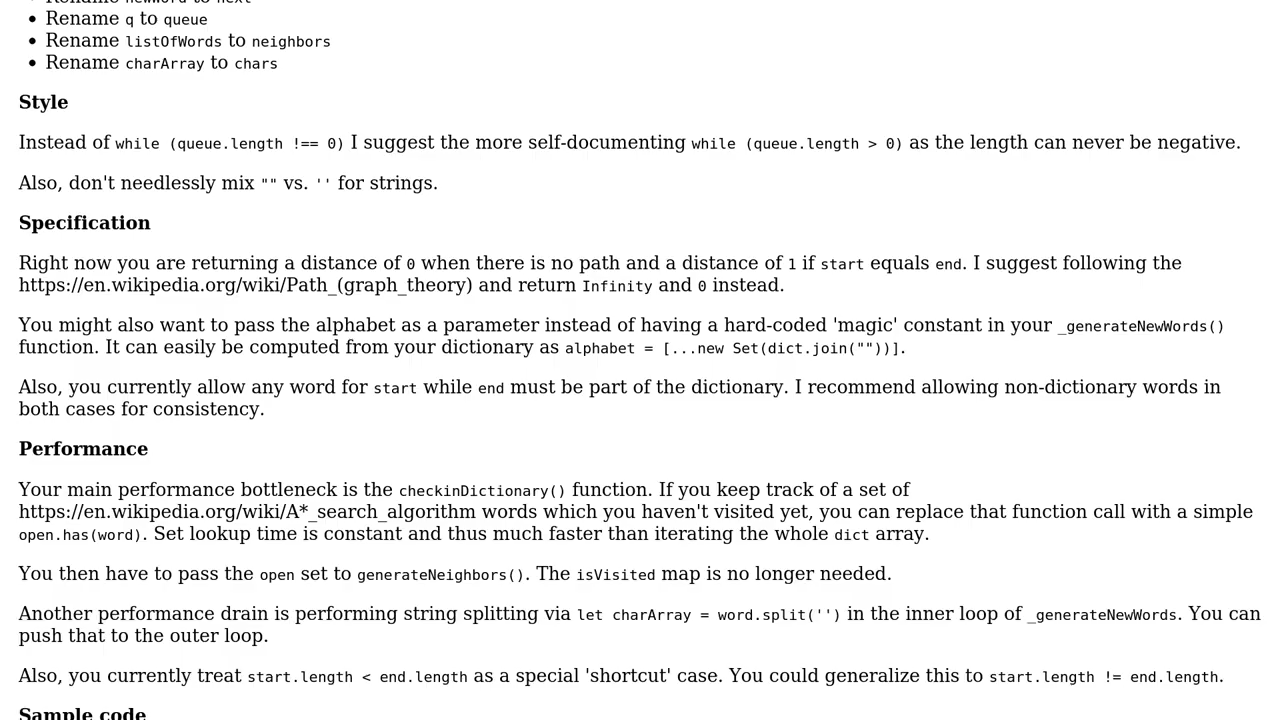 Rename newWord to next
Rename q to queue
Rename listOfWords to neighbors
Rename charArray to chars
Style
Instead of while (queue.length !== 0) I suggest the more self-documenting while (queue.length > 0) as the length can never be negative.
Also, don't needlessly mix "" vs. '' for strings.
Specification
Right now you are returning a distance of 0 when there is no path and a distance of 1 if start equals end. I suggest following the
https://en.wikipedia.org/wiki/Path_(graph_theory) and return Infinity and 0 instead.
You might also want to pass the alphabet as a parameter instead of having a hard-coded 'magic' constant in your _generateNewWords()
function. It can easily be computed from your dictionary as alphabet = [...new Set(dict.join(""))].
Also, you currently allow any word for start while end must be part of the dictionary. I recommend allowing non-dictionary words in
both cases for consistency.
Performance
Your main performance bottleneck is the checkinDictionary() function. If you keep track of a set of
https://en.wikipedia.org/wiki/A*_search_algorithm words which you haven't visited yet, you can replace that function call with a simple
open.has(word). Set lookup time is constant and thus much faster than iterating the whole dict array.
You then have to pass the open set to generateNeighbors(). The isVisited map is no longer needed.
Another performance drain is performing string splitting via let charArray = word.split('') in the inner loop of _generateNewWords. You can
push that to the outer loop.
Also, you currently treat start.length < end.length as a special 'shortcut' case. You could generalize this to start.length != end.length.
Sample code